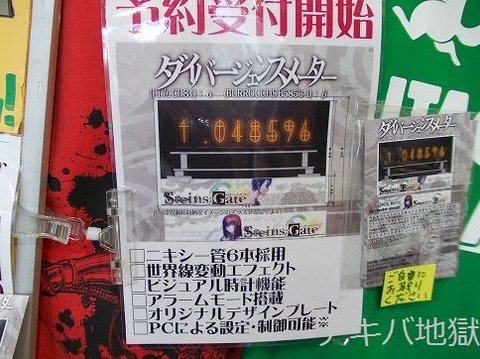 予約受付開始
ダイバージェンスメーター
1.048596
Steins;Gate
Steins;Gate
□ニキシー管6本採用
□世界線変動エフェクト
□ビジュアル時計機能
□アラームモード搭載
□オリジナルデザインプレート
□PCによる設定・制御可能※
ダイバージェンスメーター
1.048596
Steins;Gate
ご自由に
お取り
ください
アキバ地獄